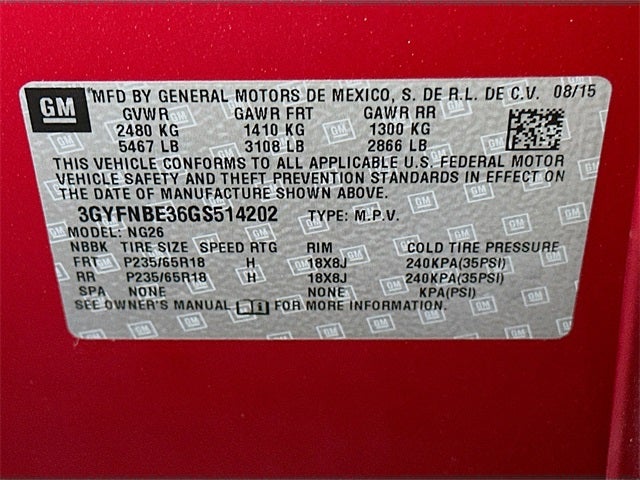 GM MFD BY GENERAL MOTORS DE MEXICO, S. DE R.L. DE C.V. 08/15
GVWR GAWR FRT GAWR RR
2480 KG 1410 KG 1300 KG
5467 LB 3108 LB 2866 LB
THIS VEHICLE CONFORMS TO ALL APPLICABLE U.S. FEDERAL MOTOR
VEHICLE SAFETY AND THEFT PREVENTION STANDARDS IN EFFECT ON
THE DATE OF MANUFACTURE SHOWN ABOVE.
3GYFNBE36GS514202 TYPE: M.P.V.
MODEL: NG26
NBBK TIRE SIZE SPEED RTG RIM COLD TIRE PRESSURE
FRT P235/65R18 H 18X8J 240KPA(35PSI)
RR P235/65R18 H 18X8J 240KPA(35PSI)
SPA NONE NONE KPA(PSI)
SEE OWNER'S MANUAL FOR MORE INFORMATION.